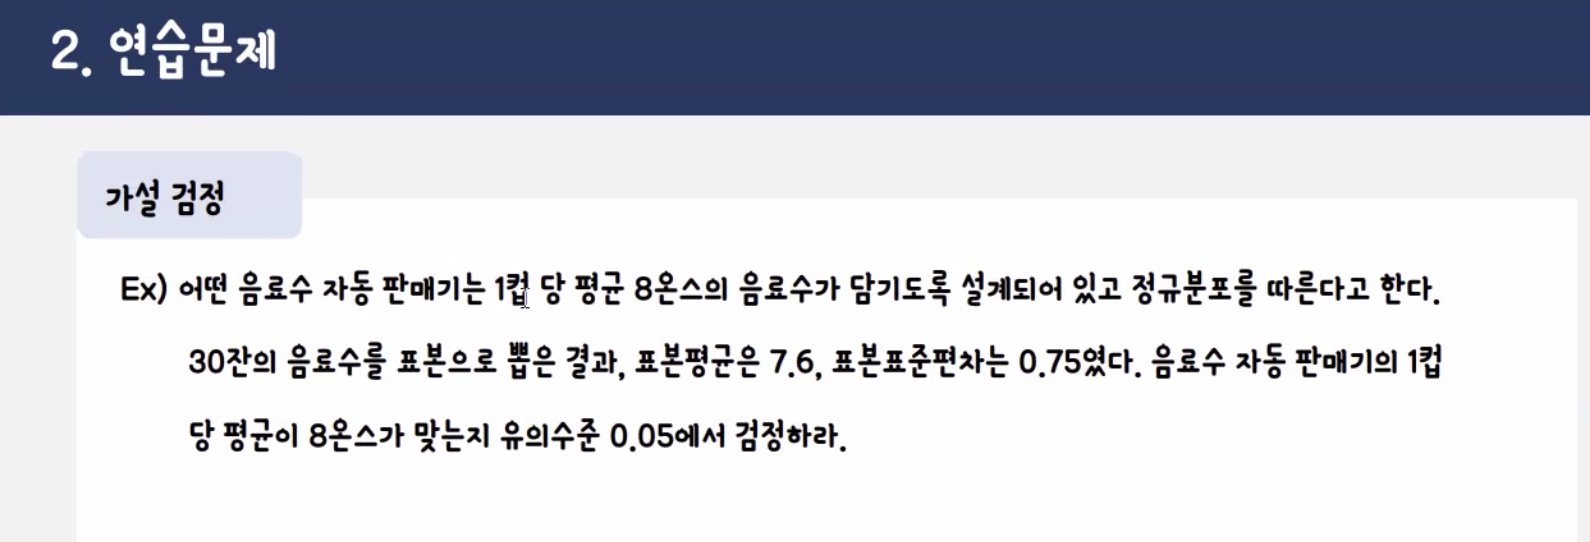 2. 연습문제
가설 검정
Ex) 어떤 음료수 자동 판매기는 1컵 당 평균 8온스의 음료수가 담기도록 설계되어 있고 정규분포를 따른다고 한다.
30잔의 음료수를 표본으로 뽑은 결과, 표본평균은 7.6, 표본표준편차는 0.75였다. 음료수 자동 판매기의 1컵
당 평균이 8온스가 맞는지 유의수준 0.05에서 검정하라.